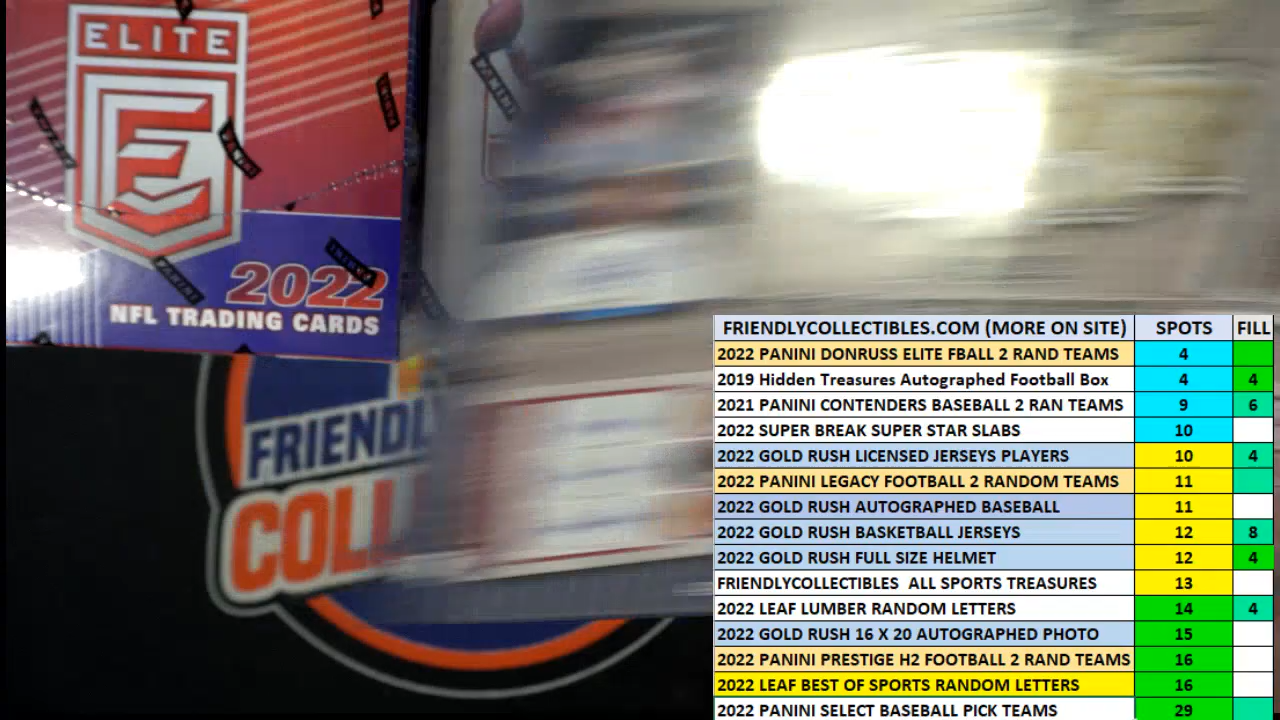 ELITE
E
PANINI
PANINI
PANINI
PANINI
2022
NFL TRADING CARDS
FRIENDL
COLL
FRIENDLYCOLLECTIBLES.COM (MORE ON SITE) SPOTS FILL
2022 PANINI DONRUSS ELITE FBALL 2 RAND TEAMS 4
2019 Hidden Treasures Autographed Football Box 4 4
2021 PANINI CONTENDERS BASEBALL 2 RAN TEAMS 9 6
2022 SUPER BREAK SUPER STAR SLABS 10
2022 GOLD RUSH LICENSED JERSEYS PLAYERS 10 4
2022 PANINI LEGACY FOOTBALL 2 RANDOM TEAMS 11
2022 GOLD RUSH AUTOGRAPHED BASEBALL 11
2022 GOLD RUSH BASKETBALL JERSEYS 12 8
2022 GOLD RUSH FULL SIZE HELMET 12 4
FRIENDLYCOLLECTIBLES ALL SPORTS TREASURES 13
2022 LEAF LUMBER RANDOM LETTERS 14 4
2022 GOLD RUSH 16 X 20 AUTOGRAPHED PHOTO 15
2022 PANINI PRESTIGE H2 FOOTBALL 2 RAND TEAMS 16
2022 LEAF BEST OF SPORTS RANDOM LETTERS 16
2022 PANINI SELECT BASEBALL PICK TEAMS 29